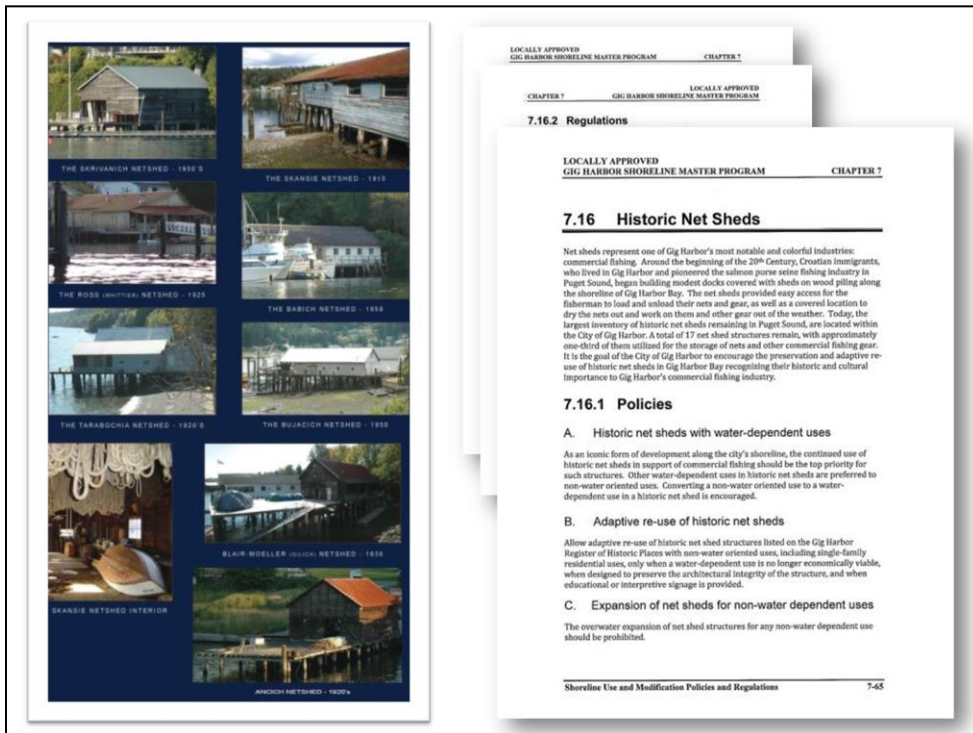 THE SKRIVANICH NETSHED - 1950'S
THE SKANSIE NETSHED - 1910
THE ROSS (WHITTIER) NETSHED - 1925
THE BABICH NETSHED - 1958
THE TARABOCHIA NETSHED - 1920'S
THE BUJACICH NETSHED - 1950
BLAIR-MOELLER (GILICH) NETSHED - 1930
SKANSIE NETSHED INTERIOR
ANCICH NETSHED - 1920's
LOCALLY APPROVED
GIG HARBOR SHORELINE MASTER PROGRAM CHAPTER 7
LOCALLY APPROVED
CHAPTER 7 GIG HARBOR SHORELINE MASTER PROGRAM
7.16.2 Regulations
LOCALLY APPROVED
GIG HARBOR SHORELINE MASTER PROGRAM CHAPTER 7
7.16 Historic Net Sheds
Net sheds represent one of Gig Harbor's most notable and colorful industries:
commercial fishing. Around the beginning of the 20th Century, Croatian immigrants,
who lived in Gig Harbor and pioneered the salmon purse seine fishing industry in
Puget Sound, began building modest docks covered with sheds on wood piling along
the shoreline of Gig Harbor Bay. The net sheds provided easy access for the
fisherman to load and unload their nets and gear, as well as a covered location to
dry the nets out and work on them and other gear out of the weather. Today, the
largest inventory of historic net sheds remaining in Puget Sound, are located within
the City of Gig Harbor. A total of 17 net shed structures remain, with approximately
one-third of them utilized for the storage of nets and other commercial fishing gear.
It is the goal of the City of Gig Harbor to encourage the preservation and adaptive re-
use of historic net sheds in Gig Harbor Bay recognizing their historic and cultural
importance to Gig Harbor's commercial fishing industry.
7.16.1 Policies
A. Historic net sheds with water-dependent uses
As an iconic form of development along the city's shoreline, the continued use of
historic net sheds in support of commercial fishing should be the top priority for
such structures. Other water-dependent uses in historic net sheds are preferred to
non-water oriented uses. Converting a non-water oriented use to a water-
dependent use in a historic net shed is encouraged.
B. Adaptive re-use of historic net sheds
Allow adaptive re-use of historic net shed structures listed on the Gig Harbor
Register of Historic Places with non-water oriented uses, including single-family
residential uses, only when a water-dependent use is no longer economically viable,
when designed to preserve the architectural integrity of the structure, and when
educational or interpretive signage is provided.
C. Expansion of net sheds for non-water dependent uses
The overwater expansion of net shed structures for any non-water dependent use
should be prohibited.
Shoreline Use and Modification Policies and Regulations 7-65